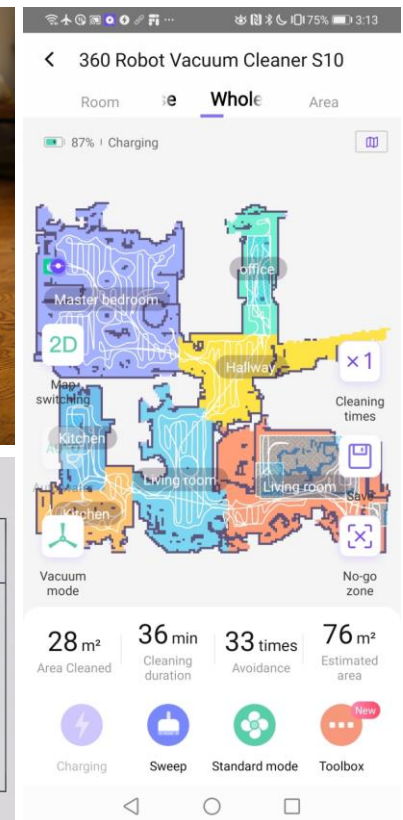 75% 3:13
360 Robot Vacuum Cleaner S10
Room Whole Area
87% | Charging
office
Master bedroom
2D
Hallway
×1
Map
switching
Cleaning
times
Kitchen
Living room
Living room
Save
Kitchen
Vacuum
mode
No-go
zone
28 m² 36 min 33 times 76 m²
Area Cleaned Cleaning
duration Avoidance Estimated
area
New
Charging Sweep Standard mode Toolbox